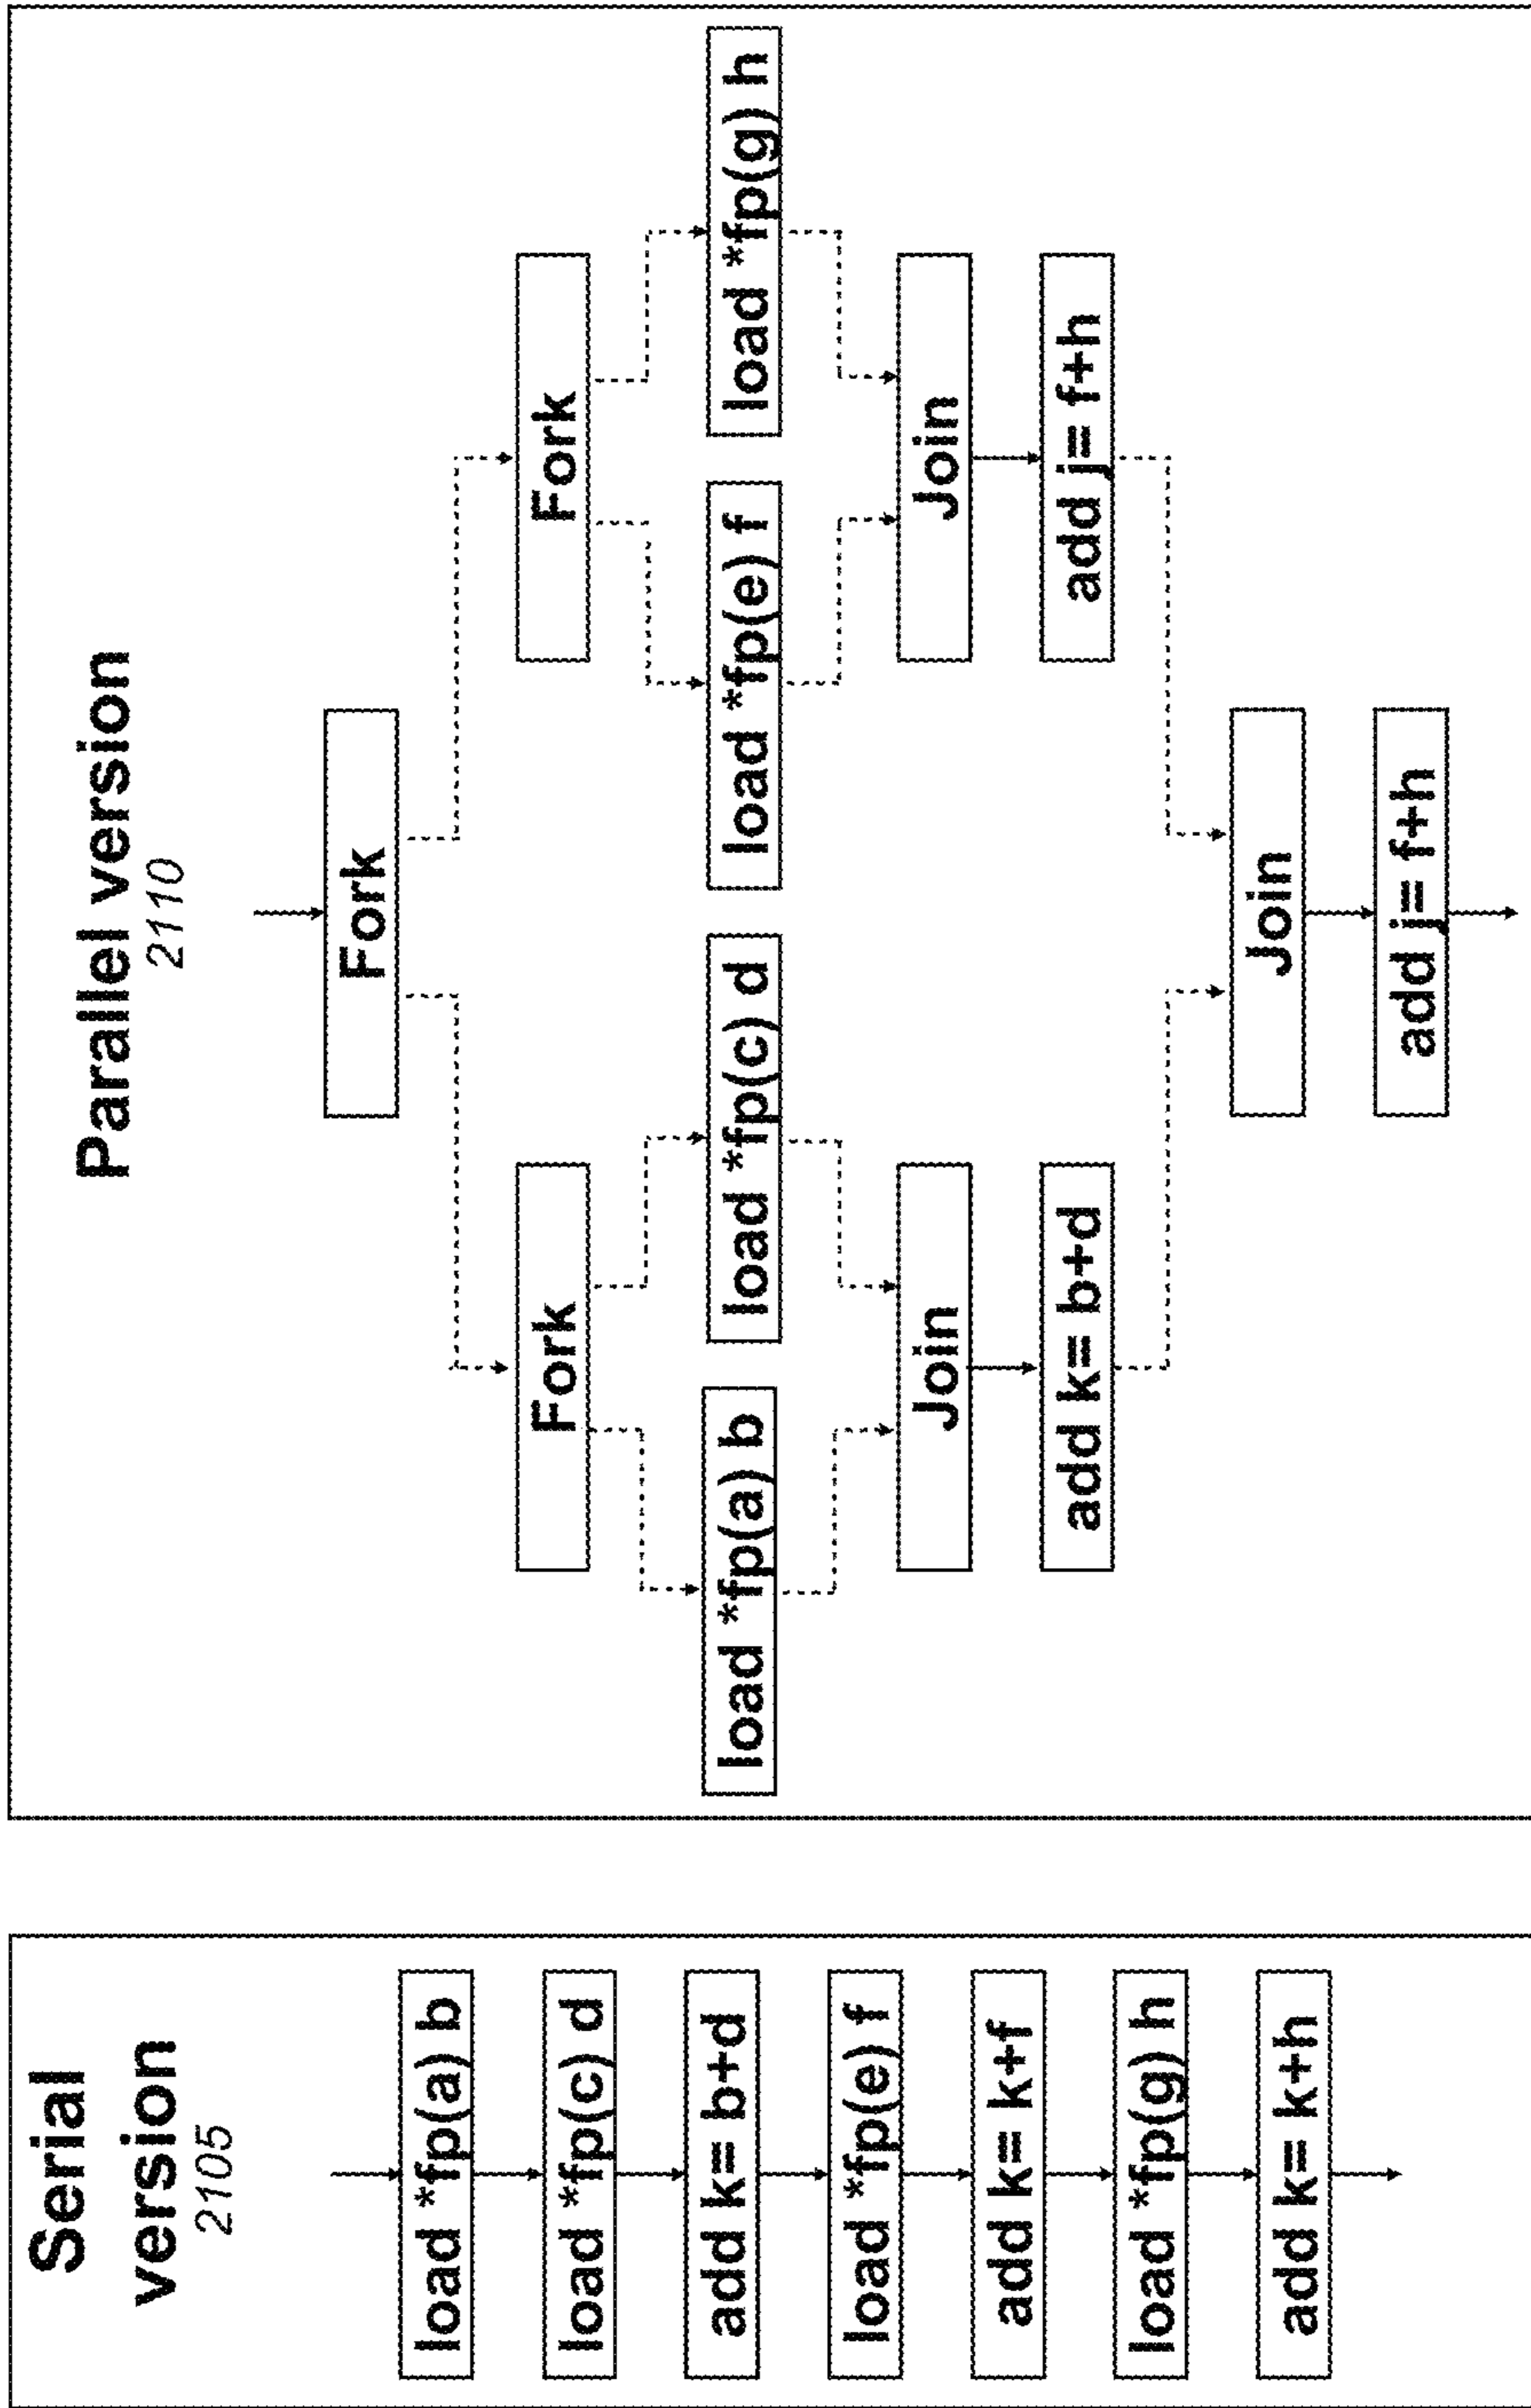 Serial
version
2105
load *fp(a) b
load *fp(c) d
add k= b+d
load *fp(e) f
add k= k+f
load *fp(g) h
add k= k+h
Parallel version
2110
Fork
Fork
Fork
load *fp(a) b
load *fp(c) d
load *fp(e) f
load *fp(g) h
Join
Join
add k= b+d
add j= f+h
Join
add j= f+h